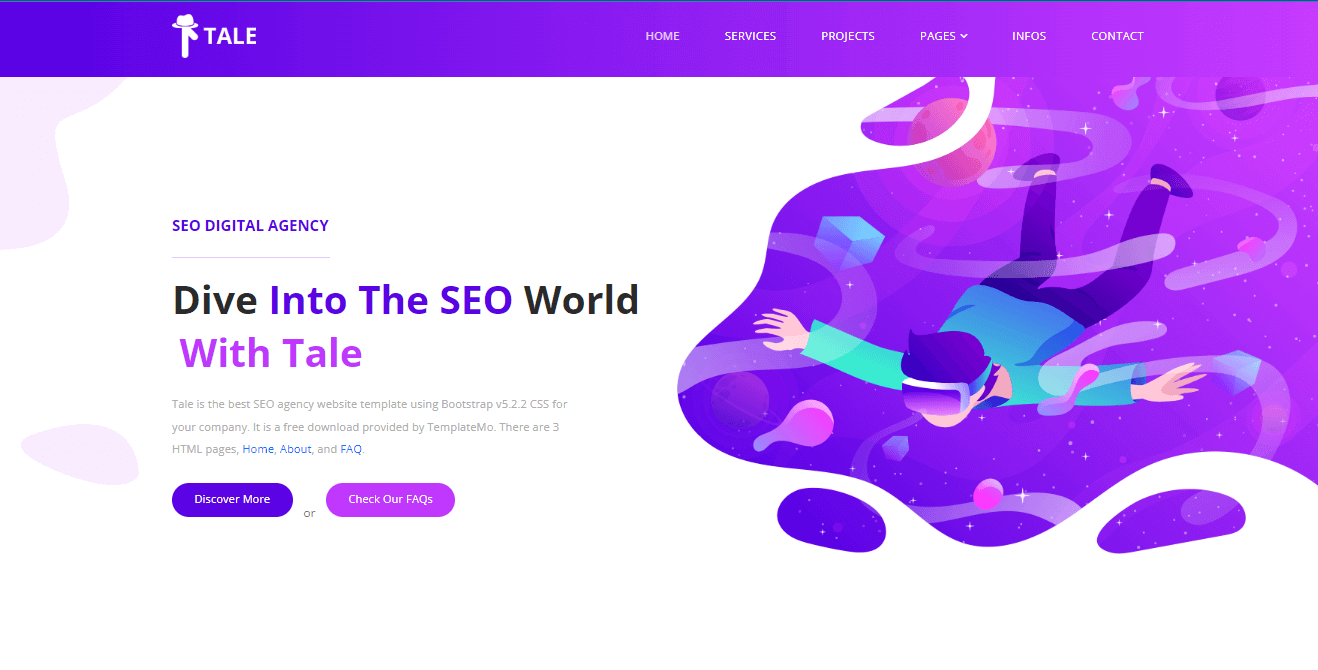 TALE
HOME SERVICES PROJECTS PAGES INFOS CONTACT
SEO DIGITAL AGENCY
Dive Into The SEO World
With Tale
Tale is the best SEO agency website template using Bootstrap v5.2.2 CSS for
your company. It is a free download provided by TemplateMo. There are 3
HTML pages, Home, About, and FAQ.
Discover More or Check Our FAQs